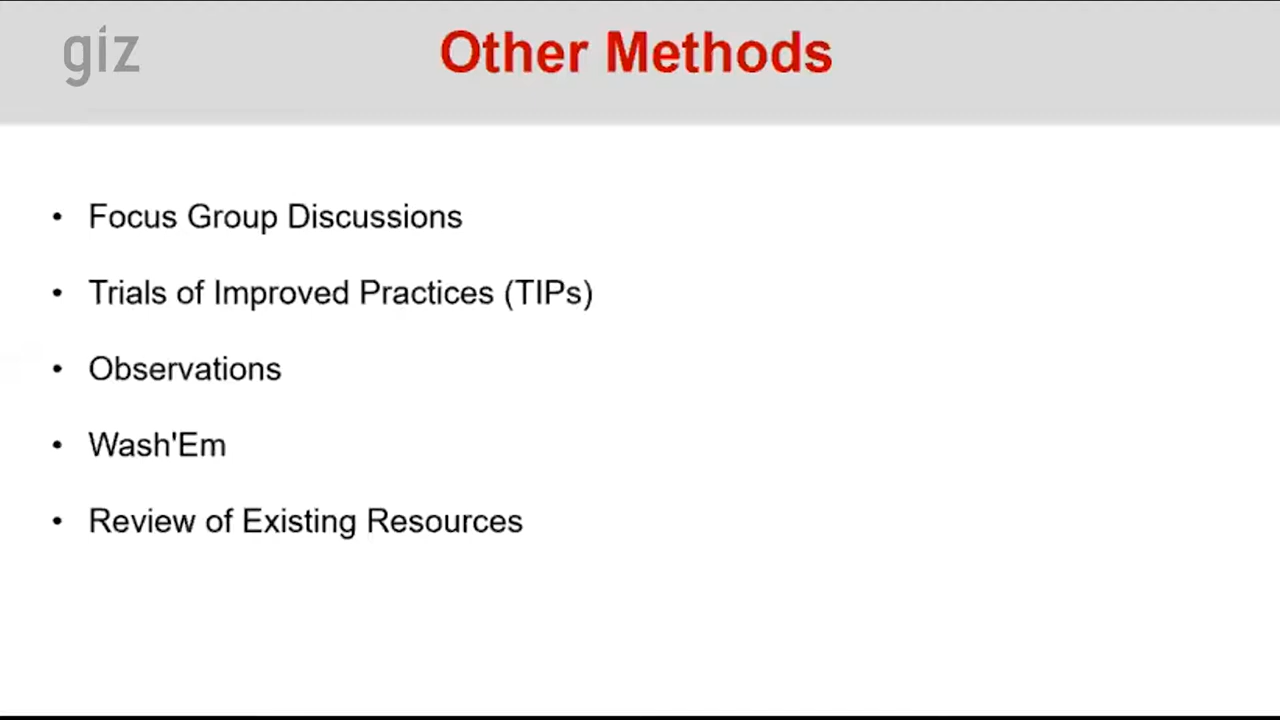 giz
Other Methods
• Focus Group Discussions
• Trials of Improved Practices (TIPs)
• Observations
• Wash'Em
• Review of Existing Resources